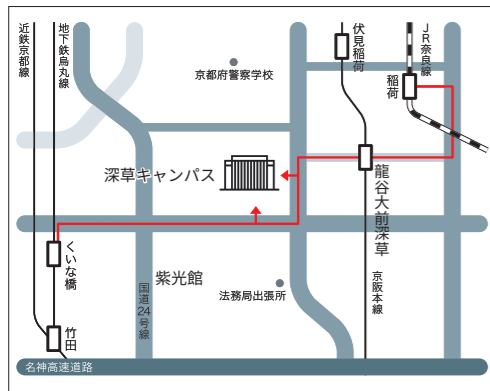 近鉄京都線
地下鉄烏丸線
伏見稲荷
JR奈良線
稲荷
京都府警察学校
深草キャンパス
龍谷大前深草
くいな橋
紫光館
国道24号線
法務局出張所
京阪本線
竹田
名神高速道路